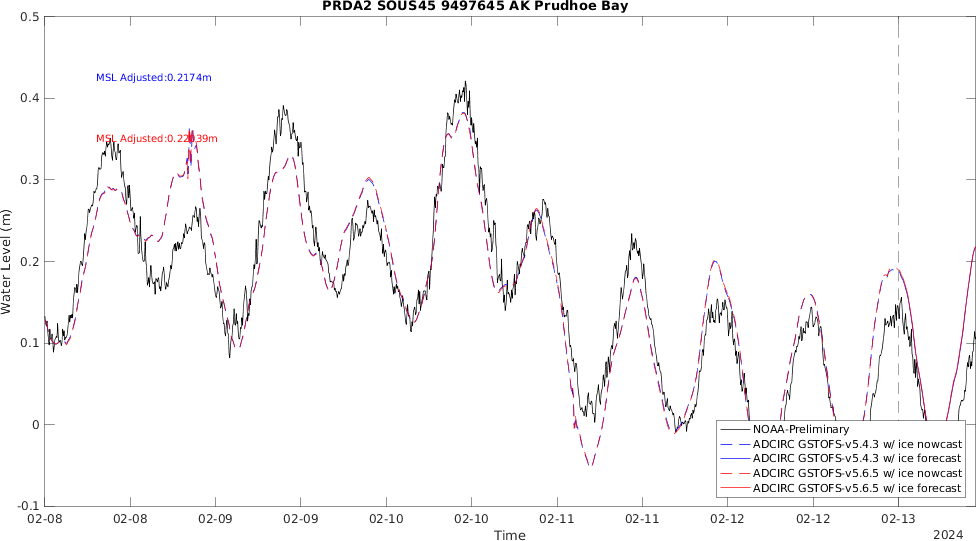 PRDA2 SOUS45 9497645 AK Prudhoe Bay
0.5
MSL Adjusted:0.2174m
0.4
MSL Adjusted:0.22039m
0.3
0.2
0.1
0
-0.1
Water Level (m)
NOAA-Preliminary
ADCIRC GSTOFS-v5.4.3 w/ ice nowcast
ADCIRC GSTOFS-v5.4.3 w/ ice forecast
ADCIRC GSTOFS-v5.6.5 w/ ice nowcast
ADCIRC GSTOFS-v5.6.5 w/ ice forecast
02-08 02-08 02-09 02-09 02-10 02-10 02-11 02-11 02-12 02-12 02-13
Time
2024